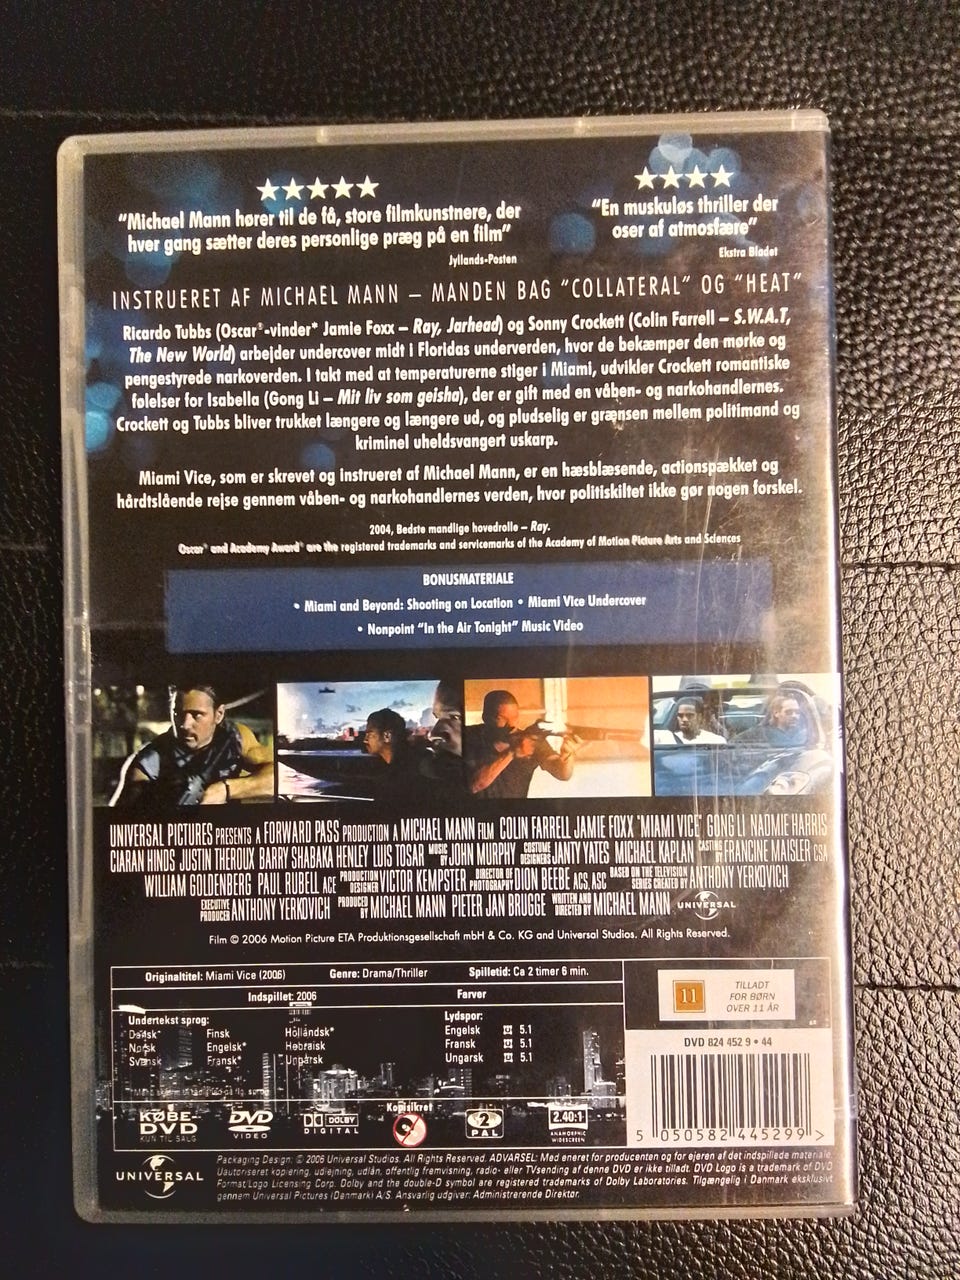 ★★★★★
"Michael Mann hører til de få, store filmkunstnere, der
hver gang sætter deres personlige præg på en film"
Jyllands-Posten
★★★★
"En muskuløs thriller der
oser af atmosfære"
Ekstra Bladet
INSTRUERET AF MICHAEL MANN – MANDEN BAG "COLLATERAL" OG "HEAT"
Ricardo Tubbs (Oscar®-vinder* Jamie Foxx – Ray, Jarhead) og Sonny Crockett (Colin Farrell – S.W.A.T,
The New World) arbejder undercover midt i Floridas underverden, hvor de bekæmper den mørke og
pengestyrede narkoverden. I takt med at temperaturerne stiger i Miami, udvikler Crockett romantiske
følelser for Isabella (Gong Li – Mit liv som geisha), der er gift med en våben- og narkohandlernes.
Crockett og Tubbs bliver trukket længere og længere ud, og pludselig er grænsen mellem politimand og
kriminel uheldsvangert uskarp.
Miami Vice, som er skrevet og instrueret af Michael Mann, er en hæsblæsende, actionspækket og
hårdtslående rejse gennem våben- og narkohandlernes verden, hvor politiskiltet ikke gør nogen forskel.
2004, Bedste mandlige hovedrolle – Ray.
Oscar® and Academy Award® are the registered trademarks and servicemarks of the Academy of Motion Picture Arts and Sciences
BONUSMATERIALE
• Miami and Beyond: Shooting on Location • Miami Vice Undercover
• Nonpoint "In the Air Tonight" Music Video
UNIVERSAL PICTURES PRESENTS A FORWARD PASS PRODUCTION A MICHAEL MANN FILM COLIN FARRELL JAMIE FOXX "MIAMI VICE" GONG LI NAOMIE HARRIS
CIARAN HINDS JUSTIN THEROUX BARRY SHABAKA HENLEY LUIS TOSAR MUSIC BY JOHN MURPHY COSTUME DESIGNERS JANTY YATES MICHAEL KAPLAN CASTING BY FRANCINE MAISLER CSA
WILLIAM GOLDENBERG PAUL RUBELL ACE PRODUCTION DESIGNER VICTOR KEMPSTER DIRECTOR OF PHOTOGRAPHY DION BEEBE ACS, ASC BASED ON THE TELEVISION SERIES CREATED BY ANTHONY YERKOVICH
EXECUTIVE PRODUCER ANTHONY YERKOVICH PRODUCED BY MICHAEL MANN PIETER JAN BRUGGE WRITTEN AND DIRECTED BY MICHAEL MANN UNIVERSAL
Film © 2006 Motion Picture ETA Produktionsgesellschaft mbH & Co. KG and Universal Studios. All Rights Reserved.
Originaltitel: Miami Vice (2006) Genre: Drama/Thriller Spilletid: Ca 2 timer 6 min.
Indspillet: 2006 Farver
Undertekst sprog:
Dansk* Finsk Hollandsk*
Norsk Engelsk* Hebraisk
Svensk Fransk* Ungarsk
Lydspor:
Engelsk 5.1
Fransk 5.1
Ungarsk 5.1
11
TILLADT
FOR BØRN
OVER 11 ÅR
DVD 824 452 9 • 44
5 050582 445299 >
KØBE-
DVD
KUN TIL SALG
DVD
VIDEO
DOLBY
DIGITAL
Kopisikret
2
PAL
2.40:1
ANAMORPHIC
WIDESCREEN
UNIVERSAL
Packaging Design: © 2006 Universal Studios. All Rights Reserved. ADVARSEL: Med eneret for producenten og for ejeren af det indspillede materiale.
Uautoriseret kopiering, udlejning, udlån, offentlig fremvisning, radio- eller TVsending af denne DVD er ikke tilladt. DVD Logo is a trademark of DVD
Format/Logo Licensing Corp. Dolby and the double-D symbol are registered trademarks of Dolby Laboratories. Tilgængelig i Danmark eksklusivt
gennem Universal Pictures (Danmark) A/S. Ansvarlig udgiver: Administrerende Direktør.